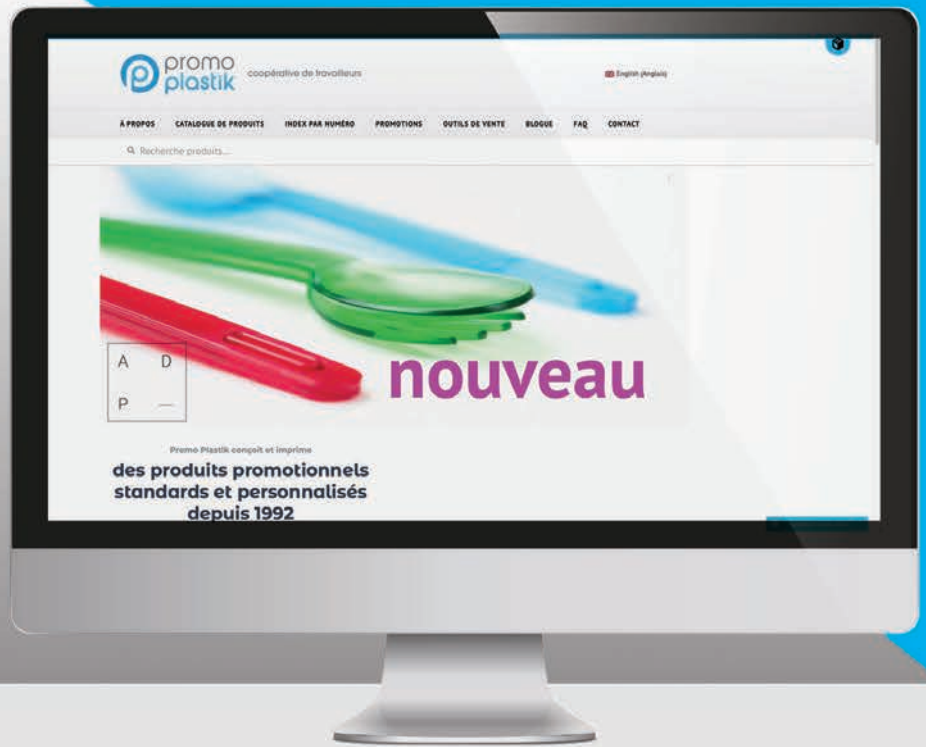 promo
plastik
coopérative de travailleurs
English (Anglais)
À PROPOS CATALOGUE DE PRODUITS INDEX PAR NUMÉRO PROMOTIONS OUTILS DE VENTE BLOGUE FAQ CONTACT
Recherche produits...
A D
P —
nouveau
Promo Plastik conçoit et imprime
des produits promotionnels
standards et personnalisés
depuis 1992